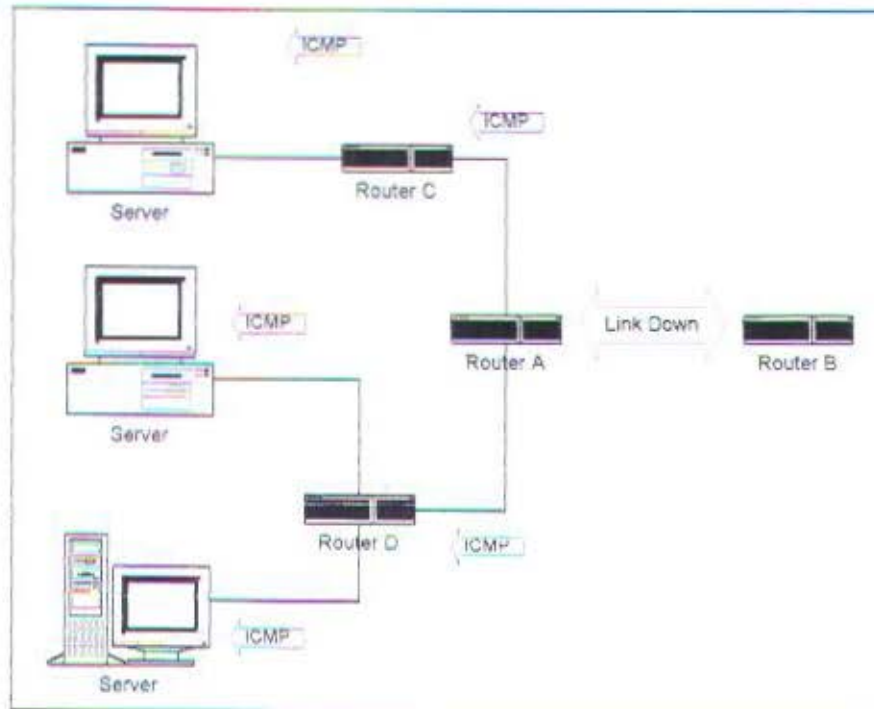 ICMP
ICMP
Router C
Server
ICMP
Link Down
Router A
Router B
Server
Router D
ICMP
ICMP
Server